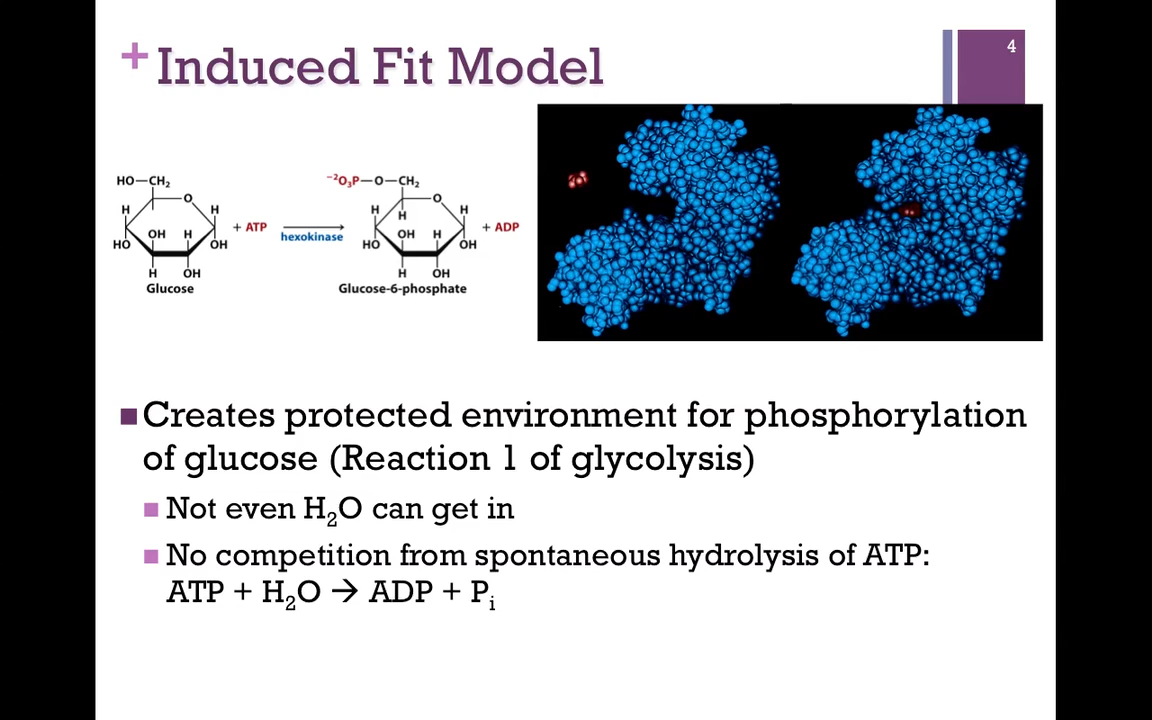 + Induced Fit Model
4
HO—CH₂
O
H
H
OH
H
HO
OH
H
OH
Glucose
+ ATP
hexokinase
⁻²O₃P—O—CH₂
O
H
H
H
OH
H
HO
OH
H
OH
Glucose-6-phosphate
+ ADP
Creates protected environment for phosphorylation
of glucose (Reaction 1 of glycolysis)
Not even H₂O can get in
No competition from spontaneous hydrolysis of ATP:
ATP + H₂O → ADP + Pᵢ